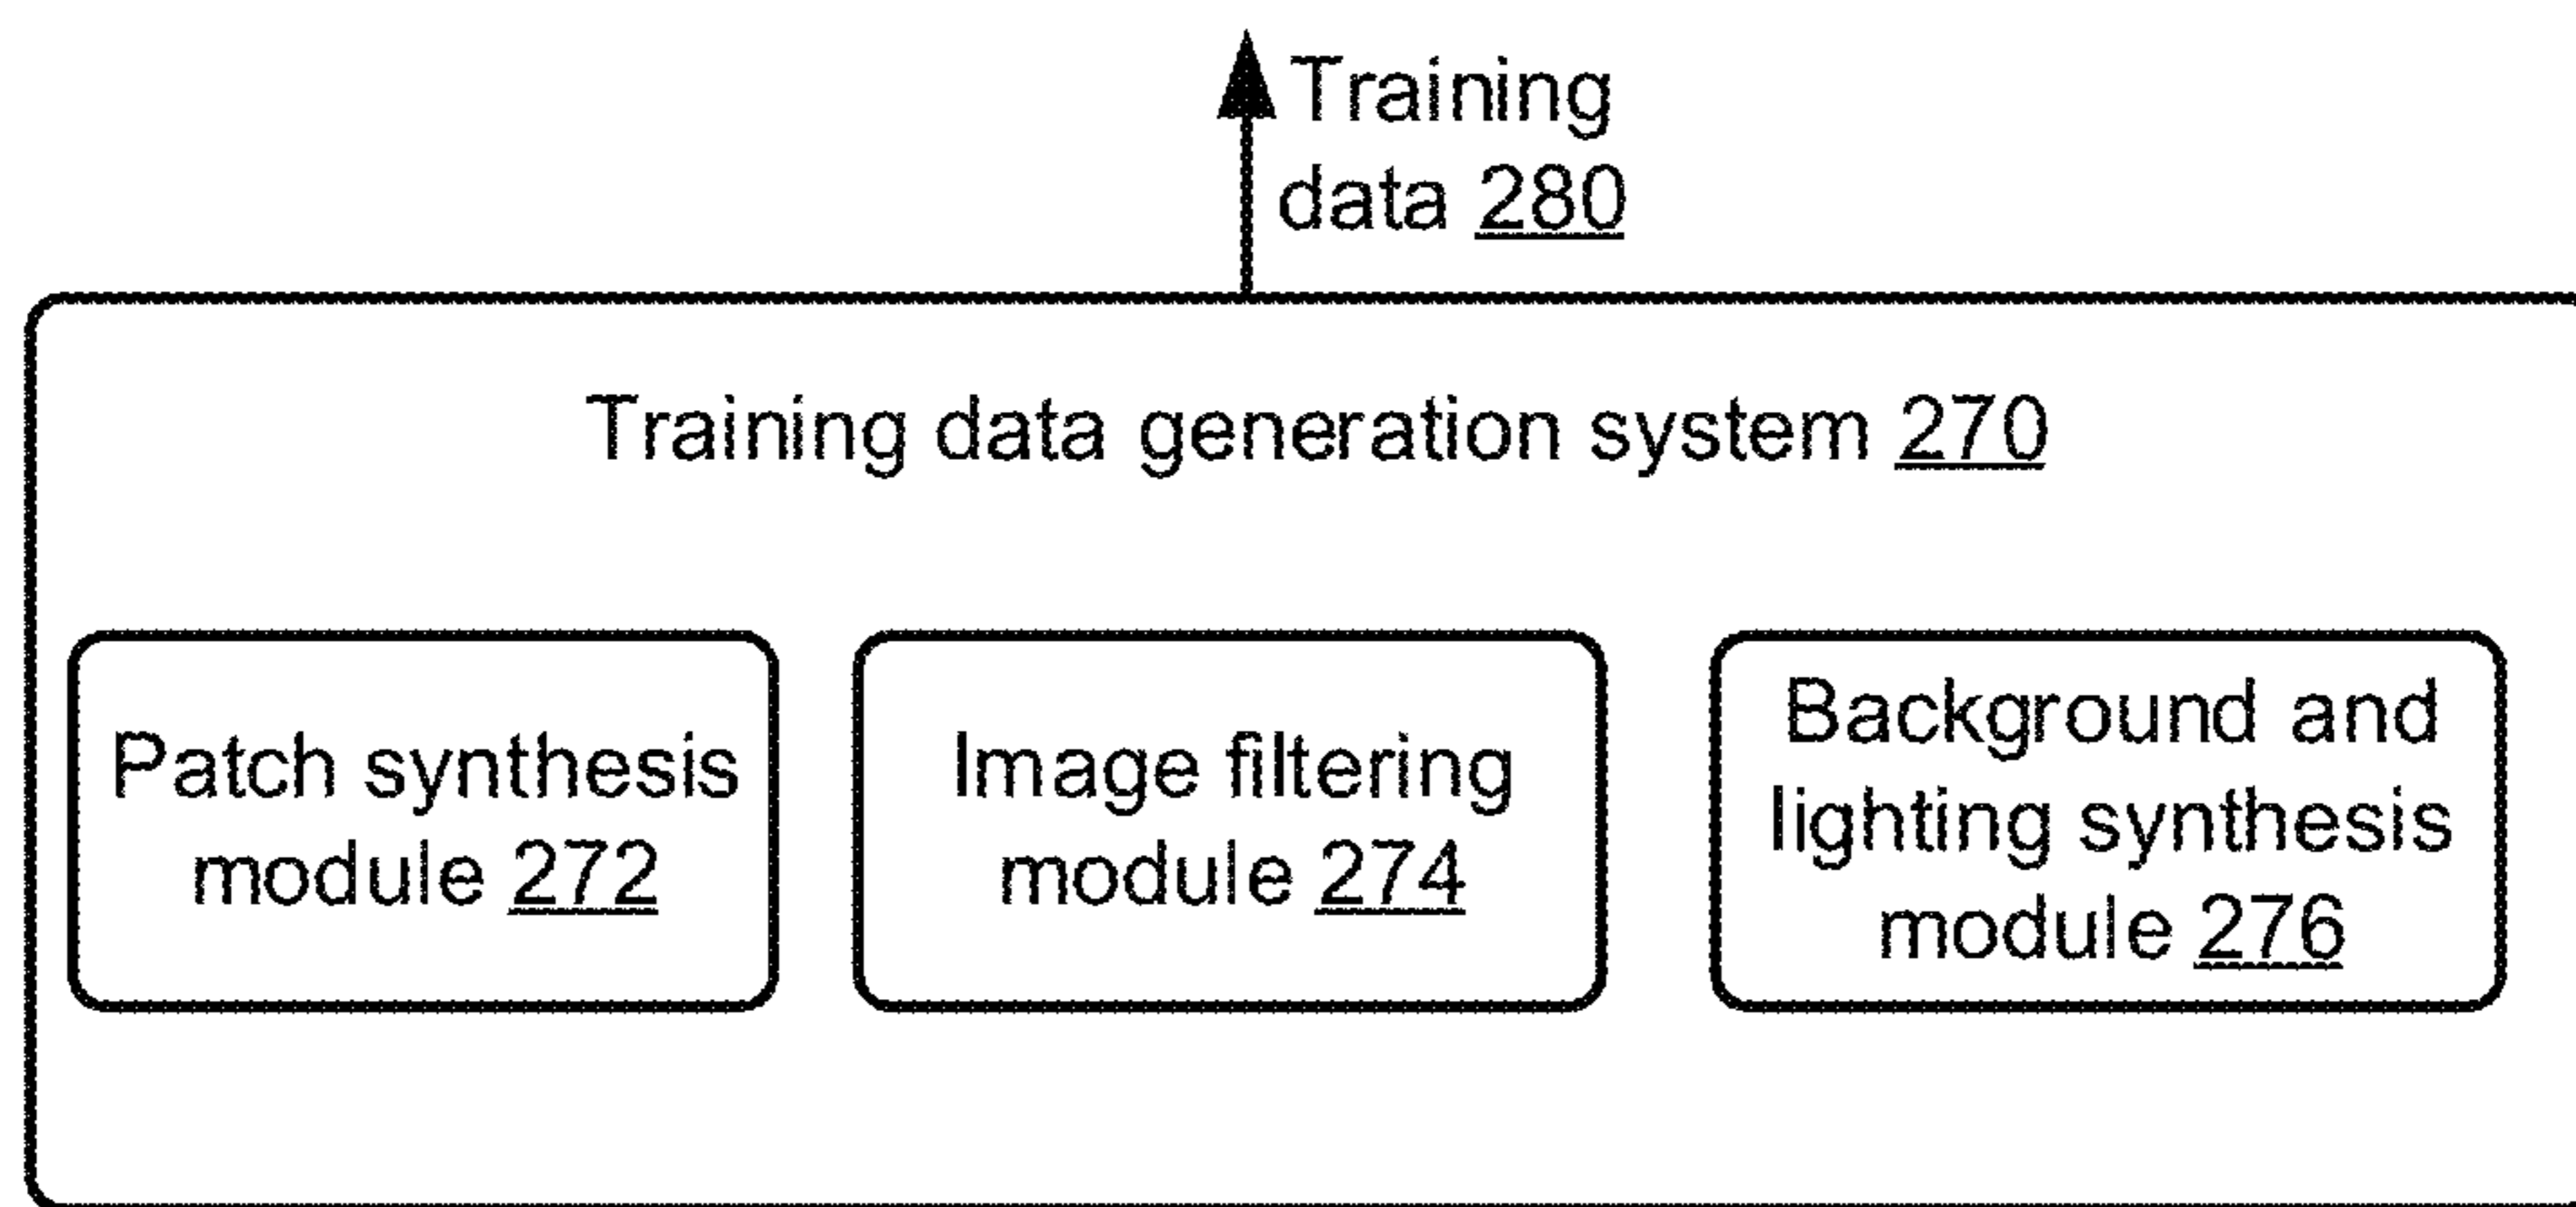 Training
data 280
Training data generation system 270
Patch synthesis
module 272
Image filtering
module 274
Background and
lighting synthesis
module 276